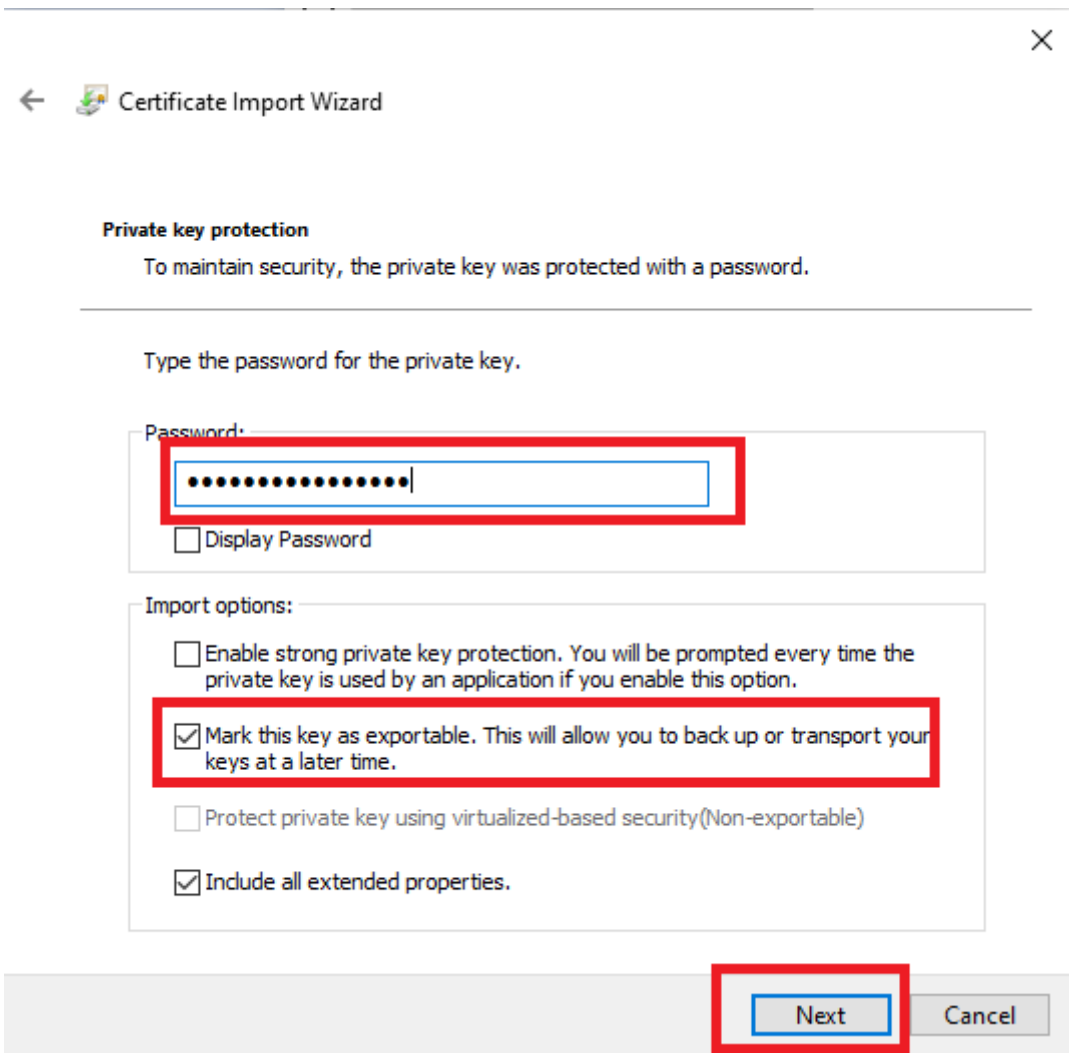 Certificate Import Wizard
Private key protection
To maintain security, the private key was protected with a password.
Type the password for the private key.
Password:
••••••••••••••••
Display Password
Import options:
Enable strong private key protection. You will be prompted every time the
private key is used by an application if you enable this option.
Mark this key as exportable. This will allow you to back up or transport your
keys at a later time.
Protect private key using virtualized-based security(Non-exportable)
Include all extended properties.
Next
Cancel